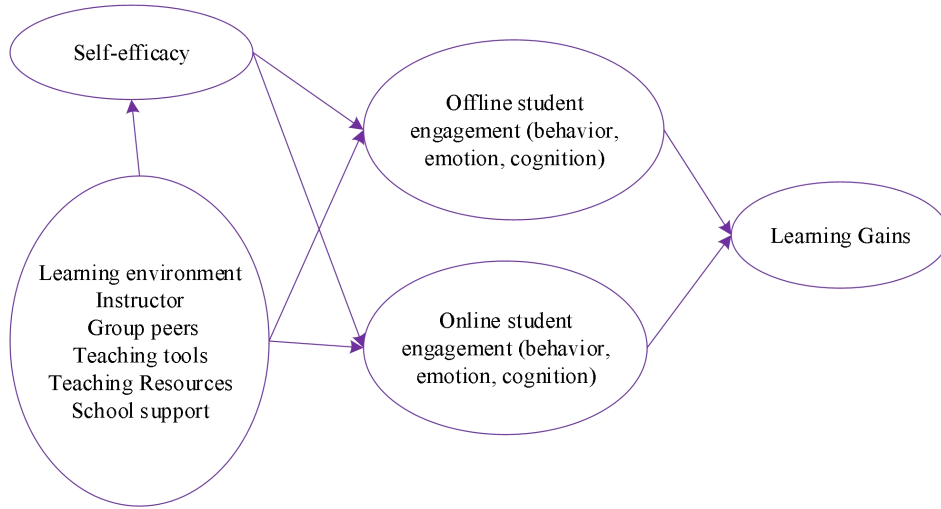 Self-efficacy
Offline student
engagement (behavior,
emotion, cognition)
Learning environment
Instructor
Group peers
Teaching tools
Teaching Resources
School support
Online student
engagement (behavior,
emotion, cognition)
Learning Gains